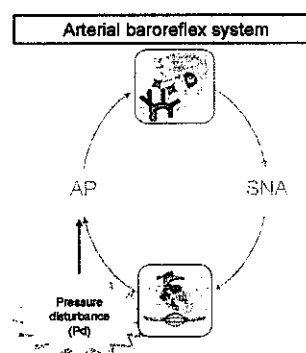 Arterial baroreflex system
AP
SNA
Pressure
disturbance
(Pd)